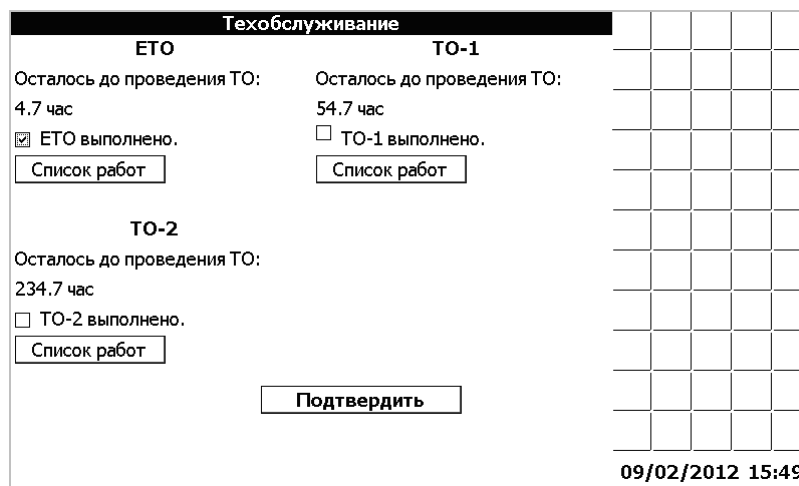 Техобслуживание
ЕТО
ТО-1
Осталось до проведения ТО:
Осталось до проведения ТО:
4.7 час
54.7 час
ЕТО выполнено.
ТО-1 выполнено.
Список работ
Список работ
ТО-2
Осталось до проведения ТО:
234.7 час
ТО-2 выполнено.
Список работ
Подтвердить
09/02/2012 15:49